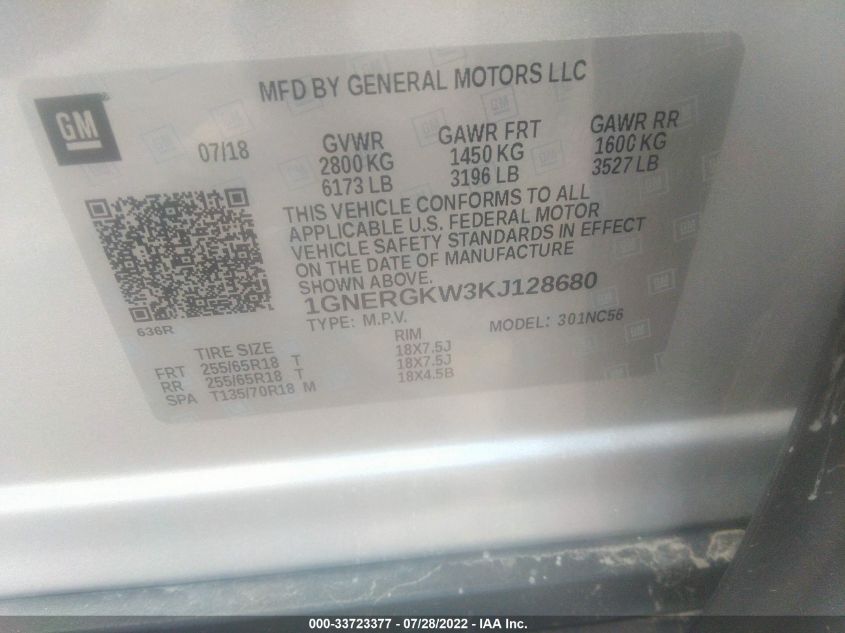 MFD BY GENERAL MOTORS LLC
GM
07/18
GVWR
2800 KG
6173 LB
GAWR FRT
1450 KG
3196 LB
GAWR RR
1600 KG
3527 LB
THIS VEHICLE CONFORMS TO ALL
APPLICABLE U.S. FEDERAL MOTOR
VEHICLE SAFETY STANDARDS IN EFFECT
ON THE DATE OF MANUFACTURE
SHOWN ABOVE.
1GNERGKW3KJ128680
TYPE: M.P.V. MODEL: 301NC56
636R
TIRE SIZE RIM
FRT 255/65R18 T 18X7.5J
RR 255/65R18 T 18X7.5J
SPA T135/70R18 M 18X4.5B
000-33723377 - 07/28/2022 - IAA Inc.